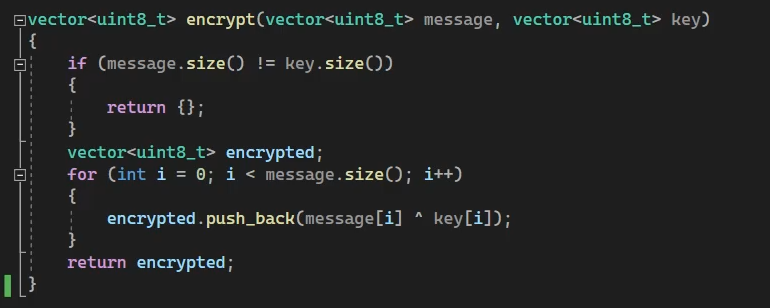 vector<uint8_t> encrypt(vector<uint8_t> message, vector<uint8_t> key)
{
    if (message.size() != key.size())
    {
        return {};
    }
    vector<uint8_t> encrypted;
    for (int i = 0; i < message.size(); i++)
    {
        encrypted.push_back(message[i] ^ key[i]);
    }
    return encrypted;
}